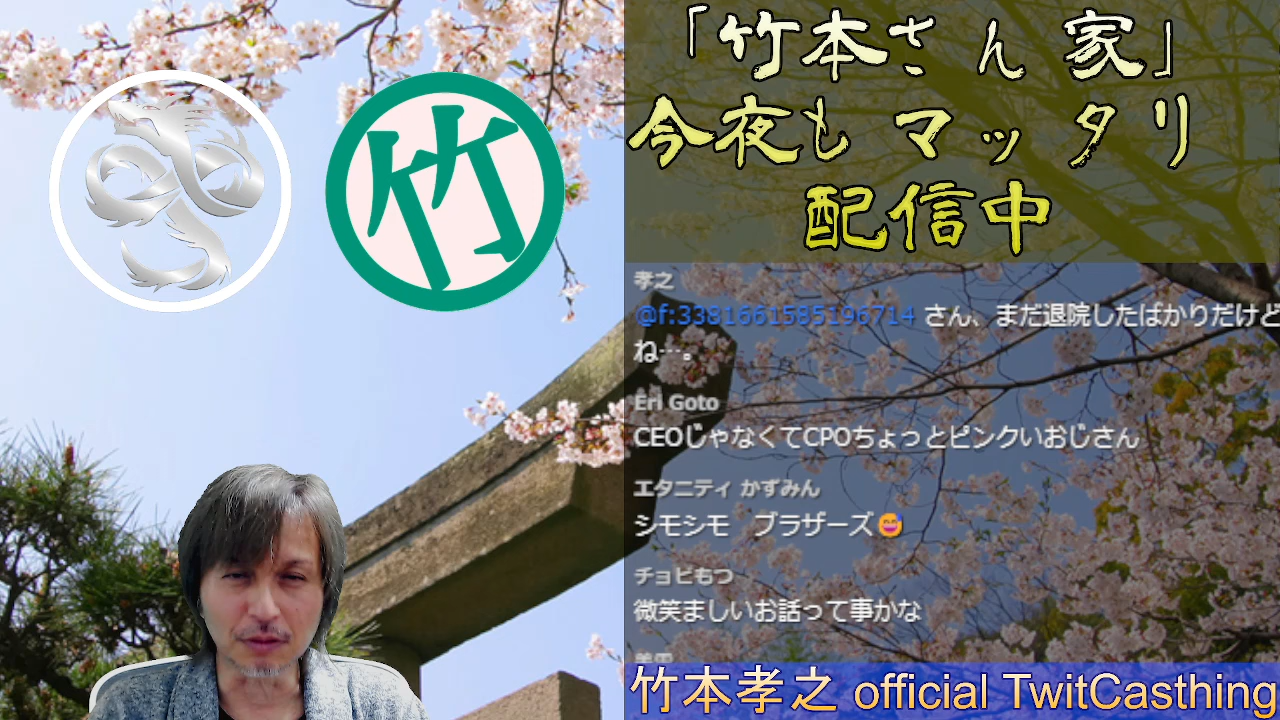 竹
「竹本さん家」
今夜もマッタリ
配信中
孝之
@f:3381661585196714 さん、まだ退院したばかりだけど
ね…。
Eri Goto
CEOじゃなくてCPOちょっとピンクいおじさん
エタニティ かずみん
シモシモ ブラザーズ😅
チョビもつ
微笑ましいお話って事かな
竹本孝之 official TwitCasthing